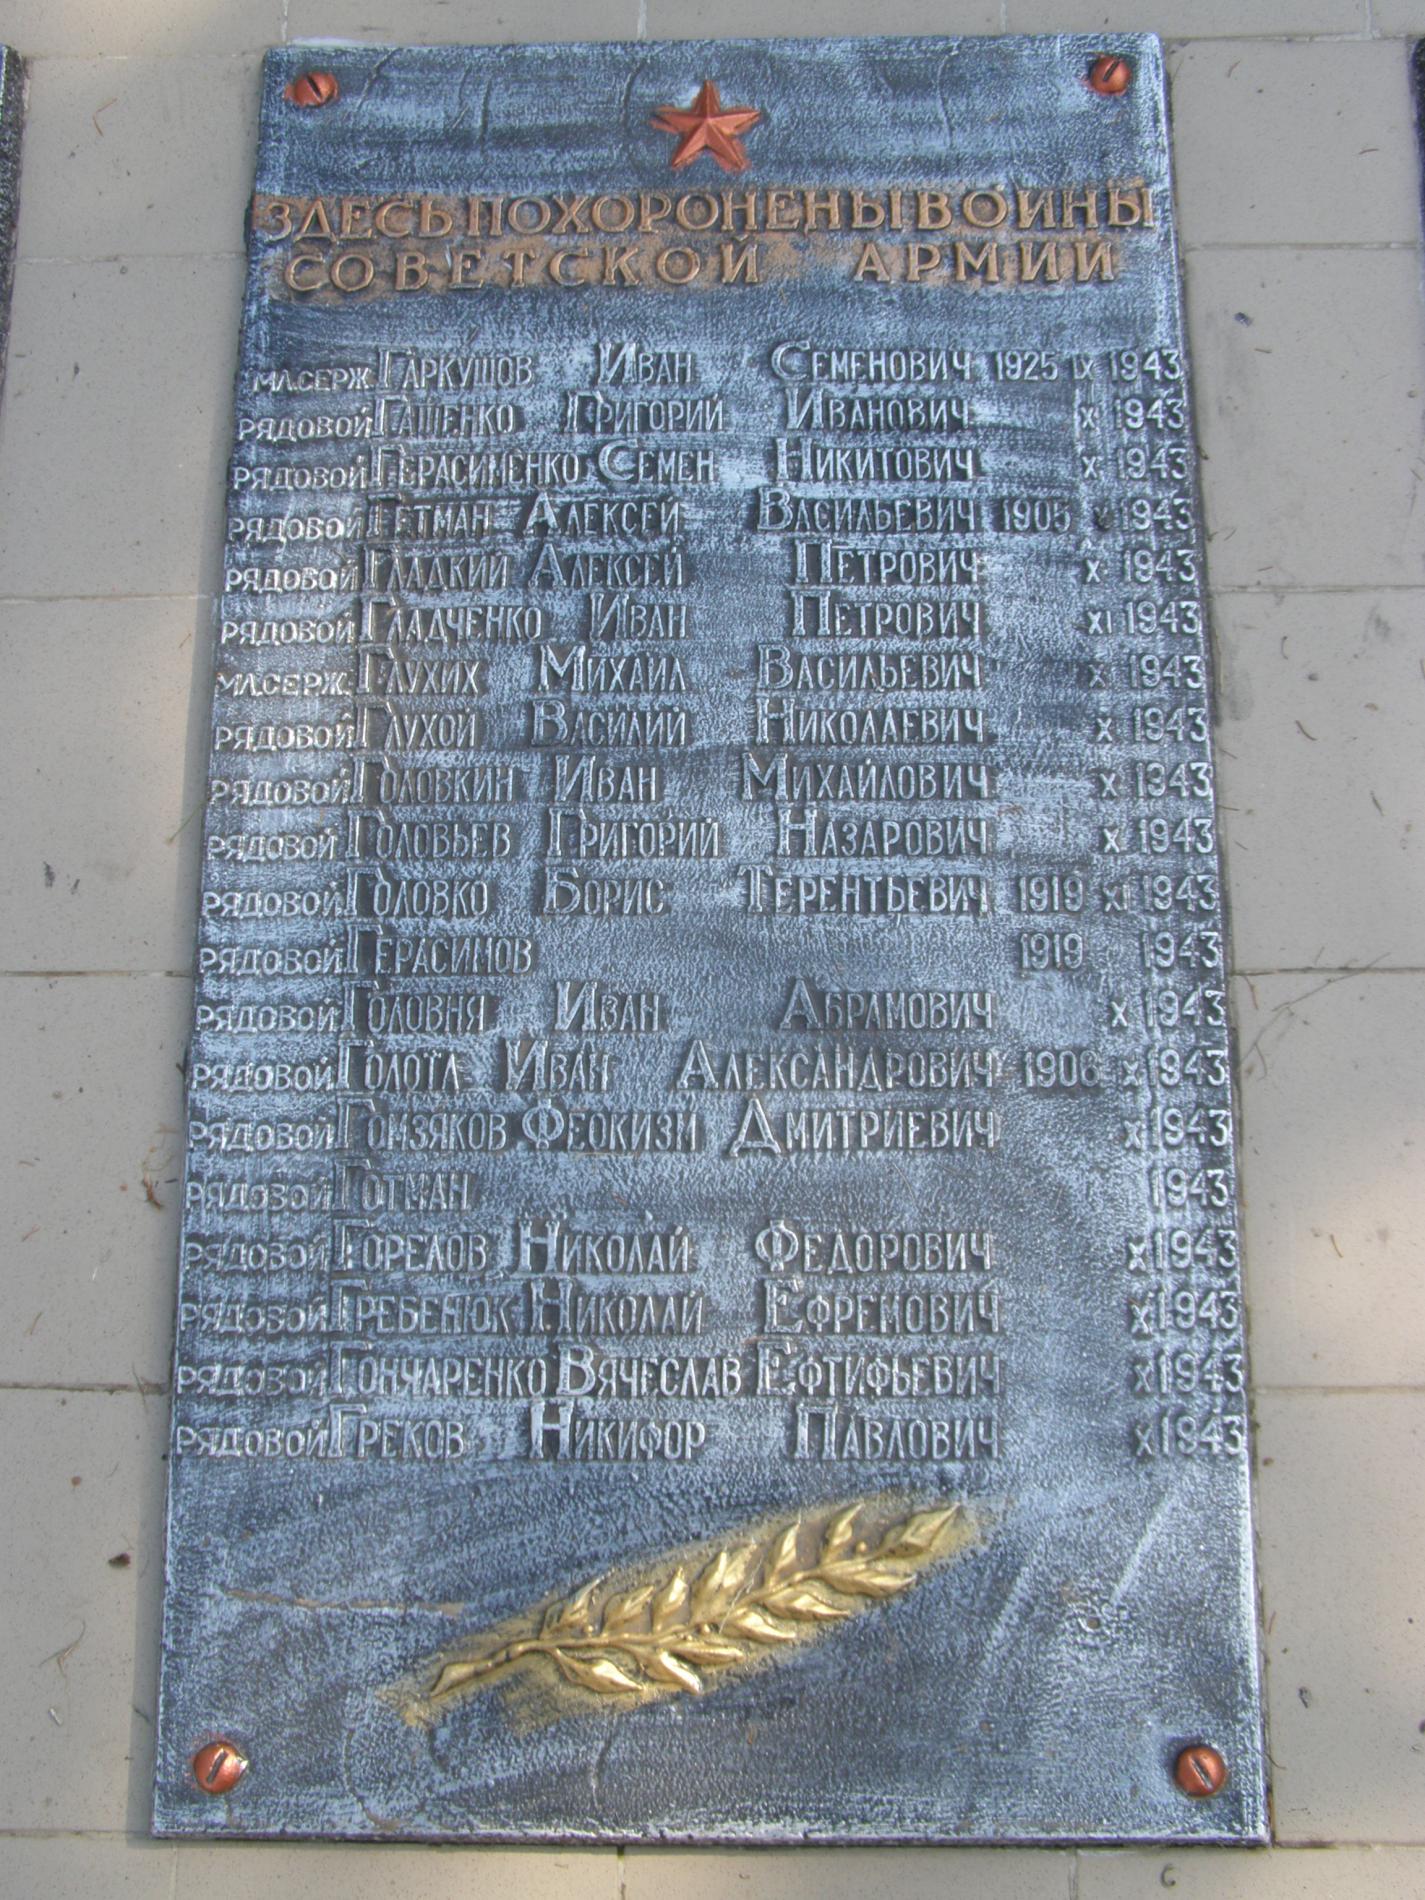 ЗДЕСЬ ПОХОРОНЕНЫ ВОИНЫ
СОВЕТСКОЙ АРМИИ
МЛ.СЕРЖ. ГАРКУШОВ ИВАН СЕМЕНОВИЧ 1925 IX 1943
РЯДОВОЙ ГАШЕНКО ГРИГОРИЙ ИВАНОВИЧ X 1943
РЯДОВОЙ ГЕРАСИМЕНКО СЕМЕН НИКИТОВИЧ X 1943
РЯДОВОЙ ГЕТМАН АЛЕКСЕЙ ВАСИЛЬЕВИЧ 1905 X 1943
РЯДОВОЙ ГЛАДКИЙ АЛЕКСЕЙ ПЕТРОВИЧ X 1943
РЯДОВОЙ ГЛАДЧЕНКО ИВАН ПЕТРОВИЧ XI 1943
МЛ.СЕРЖ. ГЛУХИХ МИХАИЛ ВАСИЛЬЕВИЧ X 1943
РЯДОВОЙ ГЛУХОЙ ВАСИЛИЙ НИКОЛАЕВИЧ X 1943
РЯДОВОЙ ГОЛОВКИН ИВАН МИХАЙЛОВИЧ X 1943
РЯДОВОЙ ГОЛОВЬЕВ ГРИГОРИЙ НАЗАРОВИЧ X 1943
РЯДОВОЙ ГОЛОВКО БОРИС ТЕРЕНТЬЕВИЧ 1919 XI 1943
РЯДОВОЙ ГЕРАСИМОВ 1919 1943
РЯДОВОЙ ГОЛОВНЯ ИВАН АБРАМОВИЧ X 1943
РЯДОВОЙ ГОЛОТА ИВАН АЛЕКСАНДРОВИЧ 1908 X 1943
РЯДОВОЙ ГОМЗЯКОВ ФЕОКИЗИ ДМИТРИЕВИЧ X 1943
РЯДОВОЙ ГОТМАН 1943
РЯДОВОЙ ГОРЕЛОВ НИКОЛАЙ ФЕДОРОВИЧ X 1943
РЯДОВОЙ ГРЕБЕНЮК НИКОЛАЙ ЕФРЕМОВИЧ X 1943
РЯДОВОЙ ГОНЧАРЕНКО ВЯЧЕСЛАВ ЕФТИФЬЕВИЧ X 1943
РЯДОВОЙ ГРЕКОВ НИКИФОР ПАВЛОВИЧ X 1943